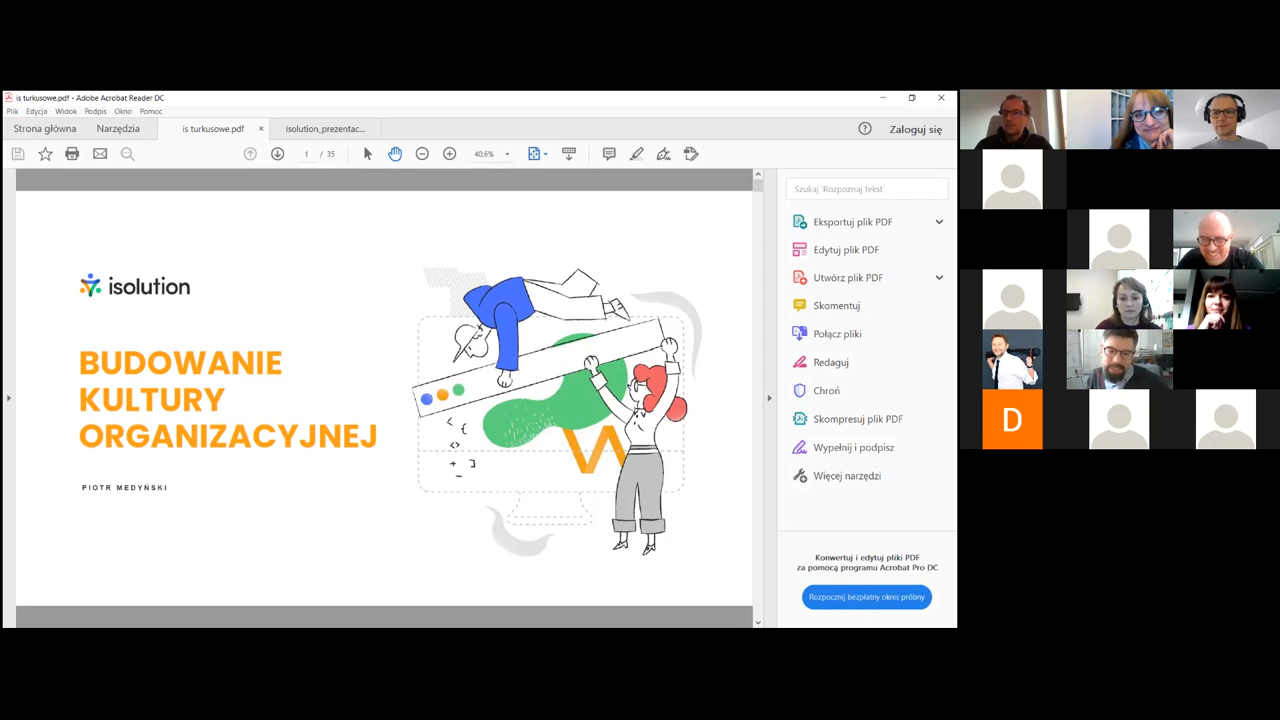 is turkusowe.pdf - Adobe Acrobat Reader DC
Plik Edycja Widok Podpis Okno Pomoc
Strona główna Narzędzia is turkusowe.pdf × isolution_prezentac... Zaloguj się
1 / 35 40,6%
isolution
BUDOWANIE
KULTURY
ORGANIZACYJNEJ
PIOTR MEDYŃSKI
< {
<>
+ ]
–
Szukaj 'Rozpoznaj tekst'
Eksportuj plik PDF
Edytuj plik PDF
Utwórz plik PDF
Skomentuj
Połącz pliki
Redaguj
Chroń
Skompresuj plik PDF
Wypełnij i podpisz
Więcej narzędzi
Konwertuj i edytuj pliki PDF
za pomocą programu Acrobat Pro DC
Rozpocznij bezpłatny okres próbny
D